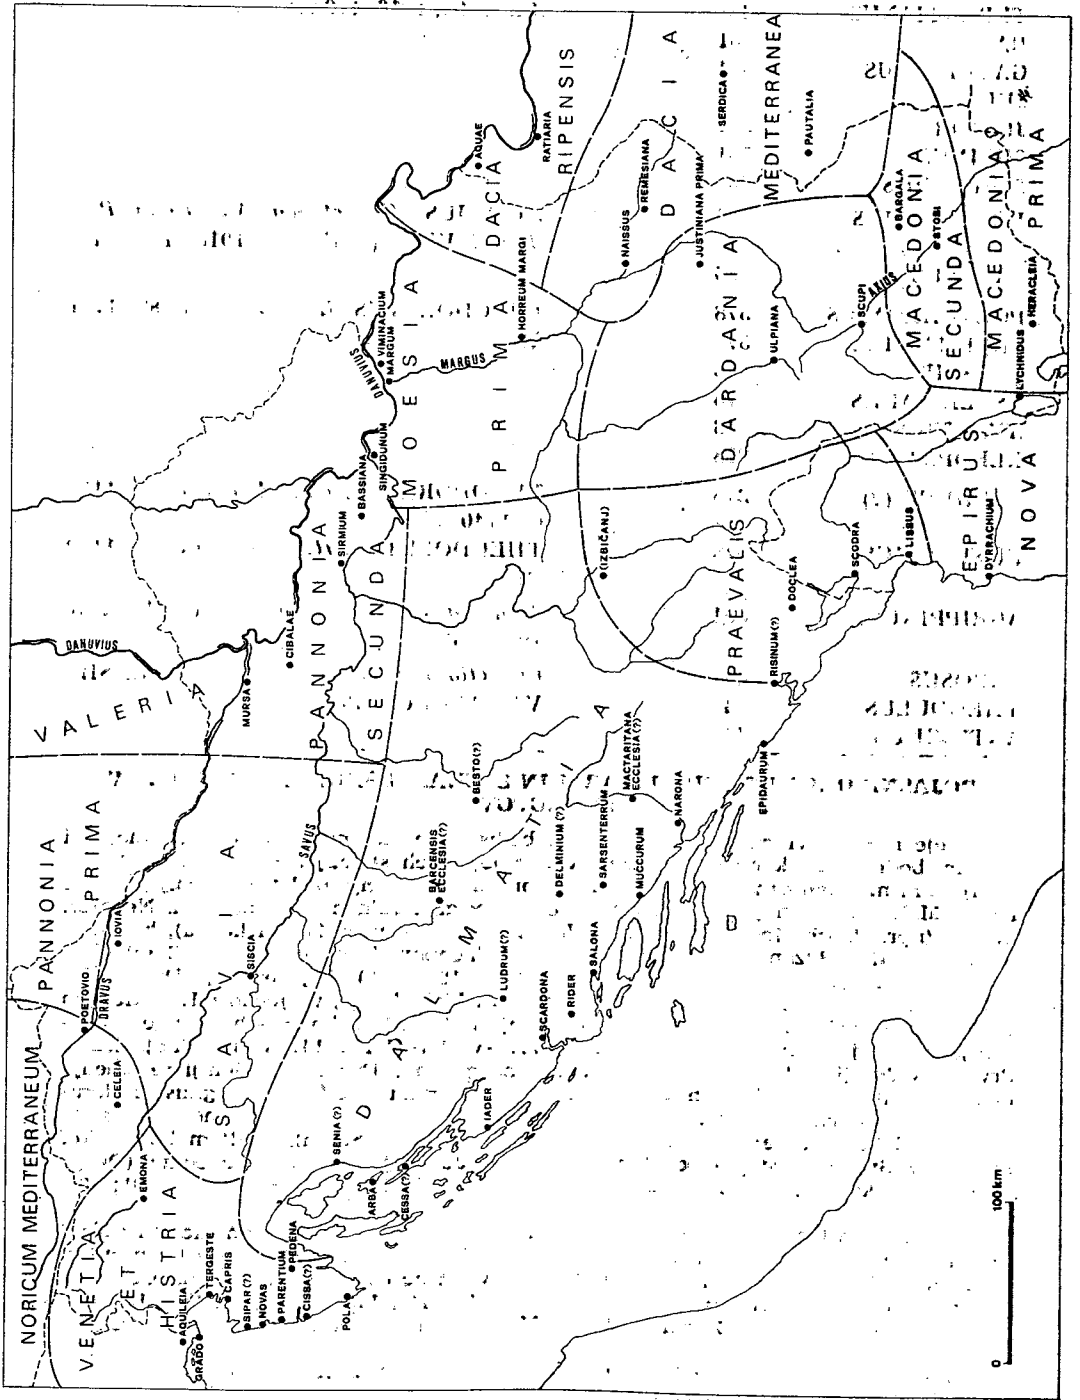 NORICUM MEDITERRANEUM
VENETIA
ET
HISTRIA
PANNONIA
PRIMA
VALERIA
SAVIA
PANNONIA
SECUNDA
DALMATIA
MOESIA
PRIMA
DACIA
RIPENSIS
DACIA
MEDITERRANEA
DARDANIA
PRAEVALIS
MACEDONIA
SECUNDA
MACEDONIA
PRIMA
EPIRUS
NOVA
DRAVUS
SAVUS
DANUVIUS
DANUVIUS
MARGUS
AXIUS
AQUILEIA
GRADO
TERGESTE
CAPRIS
SIPAR (?)
NOVAS
PARENTIUM
PEDENA
CISSA (?)
POLA
EMONA
CELEIA
POETOVIO
IOVIA
SISCIA
SENIA (?)
ARBA
CESSA (?)
IADER
SCARDONA
RIDER
SALONA
LUDRUM (?)
BARCENSIS
ECCLESIA (?)
BESTO (?)
DELMINIUM (?)
SARSENTERUM
MUCCURUM
MACTARITANA
ECCLESIA (?)
NARONA
EPIDAURUM
RISINUM (?)
DOCLEA
SCODRA
LISSUS
DYRRACHIUM
(IZBIČANJ)
MURSA
CIBALAE
SIRMIUM
BASSIANA
SINGIDUNUM
VIMINACIUM
MARGUM
HORREUM MARGI
AQUAE
RATIARIA
NAISSUS
REMESIANA
JUSTINIANA PRIMA
SERDICA
PAUTALIA
ULPIANA
SCUPI
BARGALA
STOBI
LYCHNIDUS
HERACLEIA
0
100 km